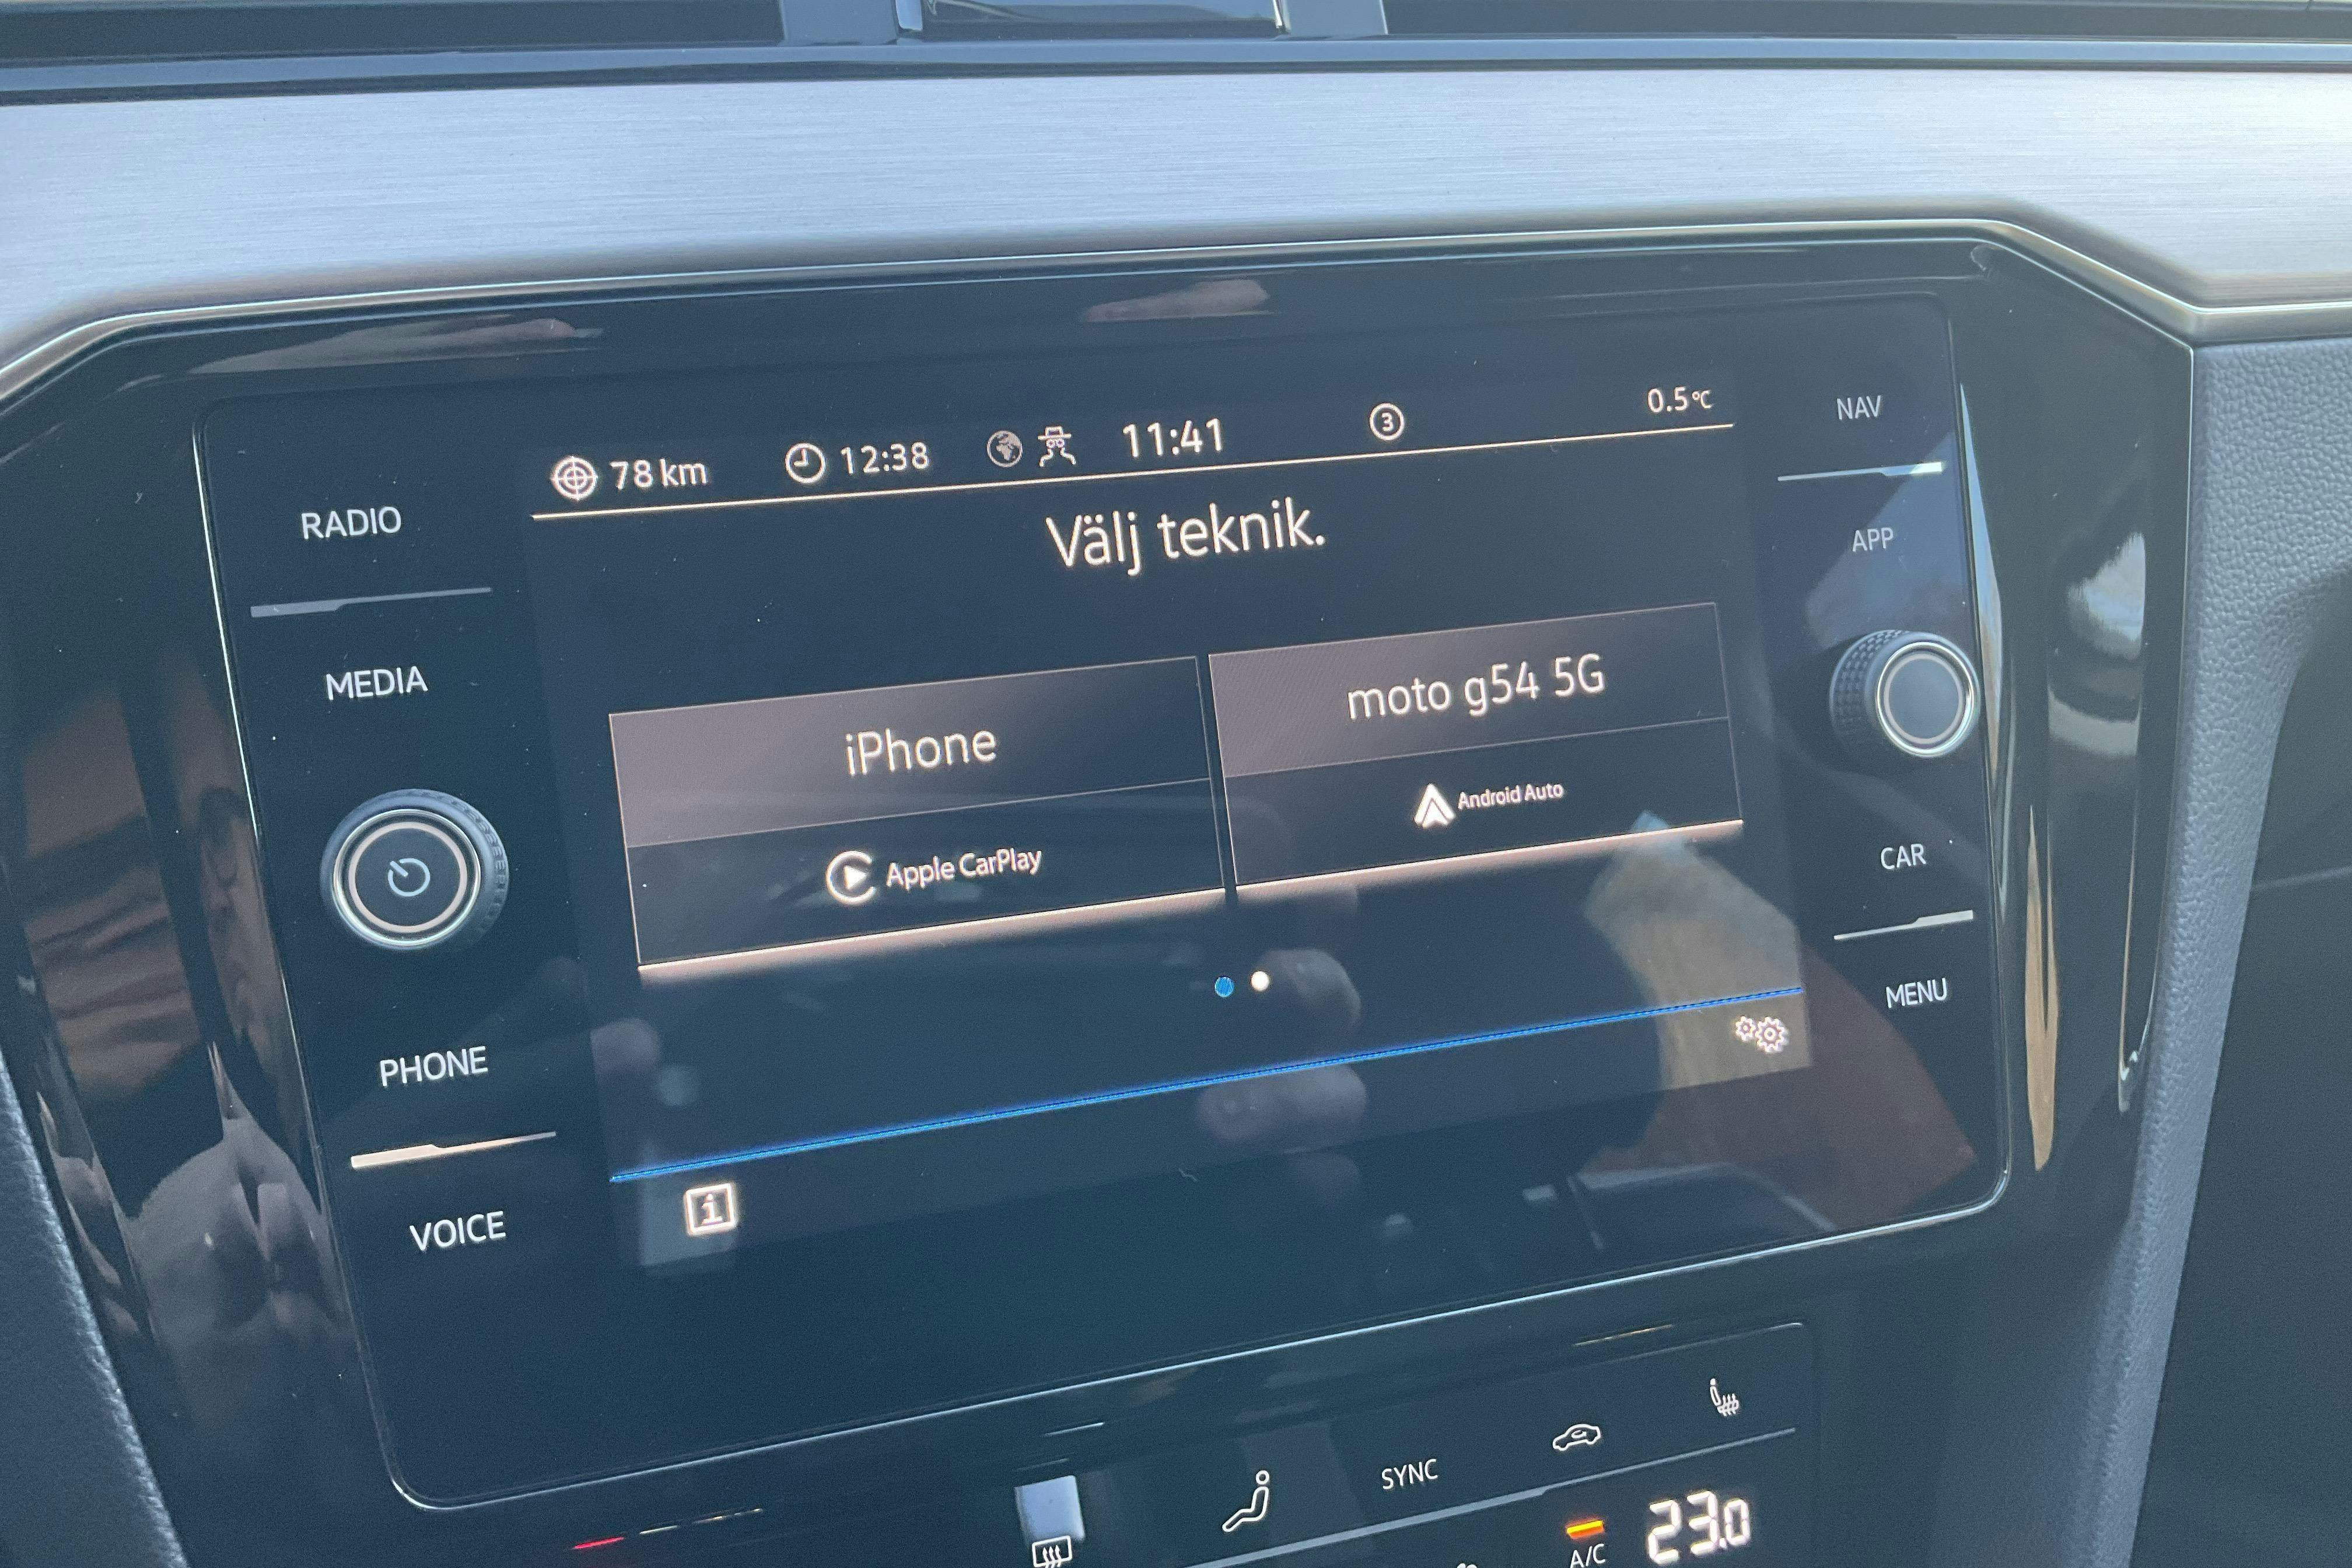 78 km 12:38 11:41 3 0.5°C
Välj teknik.
RADIO
MEDIA
PHONE
VOICE
iPhone
Apple CarPlay
moto g54 5G
Android Auto
i
NAV
APP
CAR
MENU
SYNC
A/C
23.0